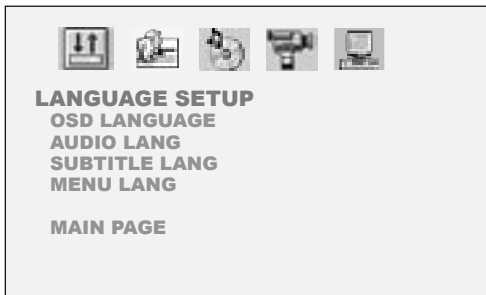 LANGUAGE SETUP
OSD LANGUAGE
AUDIO LANG
SUBTITLE LANG
MENU LANG
MAIN PAGE